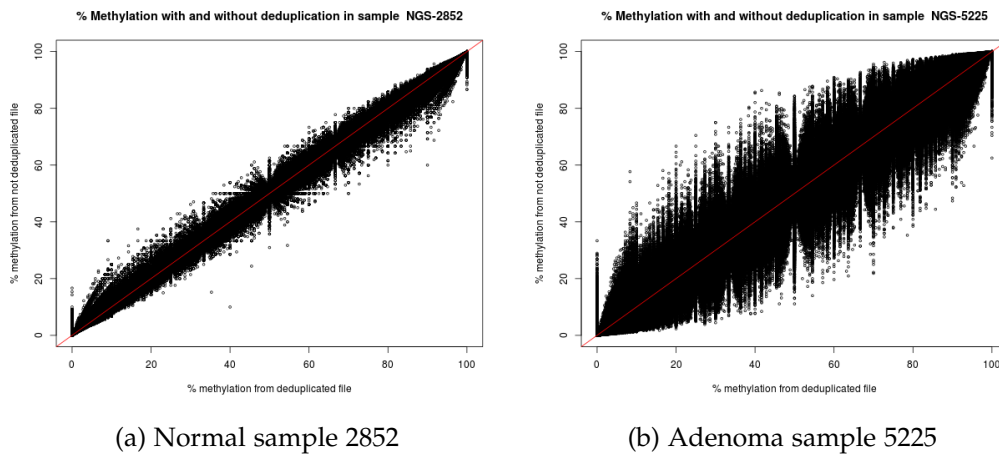 % Methylation with and without deduplication in sample NGS-2852
% methylation from not deduplicated file
100
80
60
40
20
0
0 20 40 60 80 100
% methylation from deduplicated file
(a) Normal sample 2852
% Methylation with and without deduplication in sample NGS-5225
% methylation from not deduplicated file
100
80
60
40
20
0
0 20 40 60 80 100
% methylation from deduplicated file
(b) Adenoma sample 5225